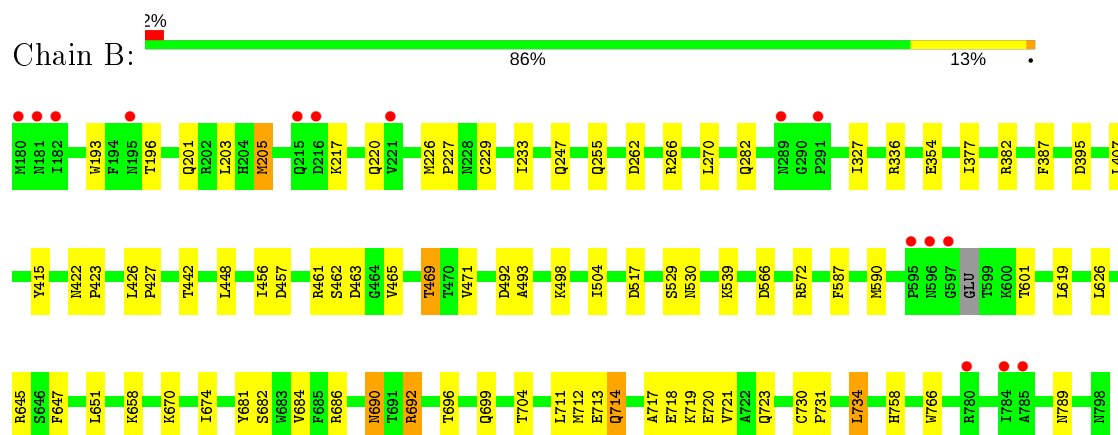 2%
Chain B:
86% 13% •
M180 N181 I182 W193 F194 N195 T196 Q201 R202 L203 H204 M205 Q215 D216 K217 Q220 V221 M226 P227 N228 C229 I233 Q247 Q255 D262 R266 L270 Q282 N289 G290 P291 I327 R336 E354 I377 R382 F387 D395 L407
Y415 N422 P423 L426 P427 T442 L448 I456 D457 R461 S462 D463 G464 V465 T469 T470 V471 D492 A493 K498 I504 D517 S529 N530 K539 D566 R572 F587 M590 P595 N596 G597 GLU T599 K600 T601 L619 L626
R645 S646 F647 L651 K658 K670 I674 Y681 S682 W683 V684 F685 R686 N690 T691 R692 T696 Q699 T704 L711 M712 E713 Q714 A717 E718 K719 E720 V721 A722 Q723 C730 P731 L734 H758 W766 R780 I784 A785 N789 N798